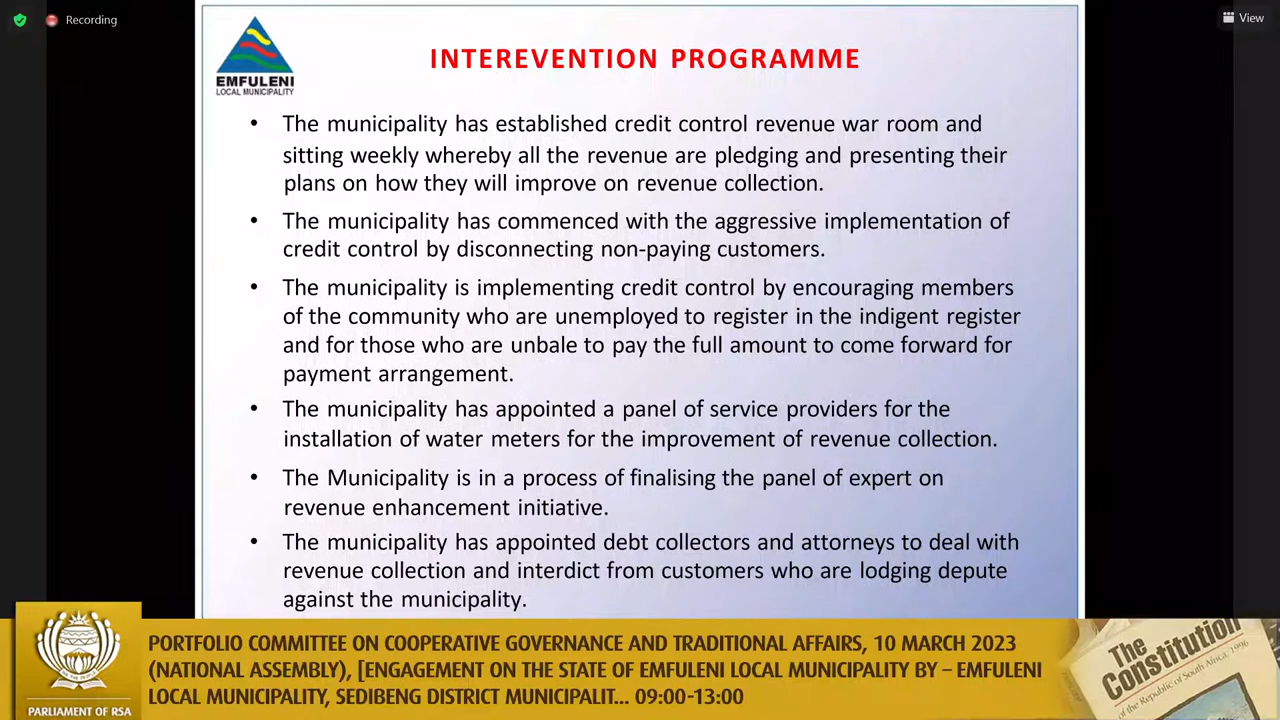 Recording
View
EMFULENI
LOCAL MUNICIPALITY
INTEREVENTION PROGRAMME
• The municipality has established credit control revenue war room and
sitting weekly whereby all the revenue are pledging and presenting their
plans on how they will improve on revenue collection.
• The municipality has commenced with the aggressive implementation of
credit control by disconnecting non-paying customers.
• The municipality is implementing credit control by encouraging members
of the community who are unemployed to register in the indigent register
and for those who are unbale to pay the full amount to come forward for
payment arrangement.
• The municipality has appointed a panel of service providers for the
installation of water meters for the improvement of revenue collection.
• The Municipality is in a process of finalising the panel of expert on
revenue enhancement initiative.
• The municipality has appointed debt collectors and attorneys to deal with
revenue collection and interdict from customers who are lodging depute
against the municipality.
PORTFOLIO COMMITTEE ON COOPERATIVE GOVERNANCE AND TRADITIONAL AFFAIRS, 10 MARCH 2023
(NATIONAL ASSEMBLY), [ENGAGEMENT ON THE STATE OF EMFULENI LOCAL MUNICIPALITY BY – EMFULENI
LOCAL MUNICIPALITY, SEDIBENG DISTRICT MUNICIPALIT... 09:00-13:00
PARLIAMENT OF RSA
The
Constitution
of the Republic of South Africa, 1996